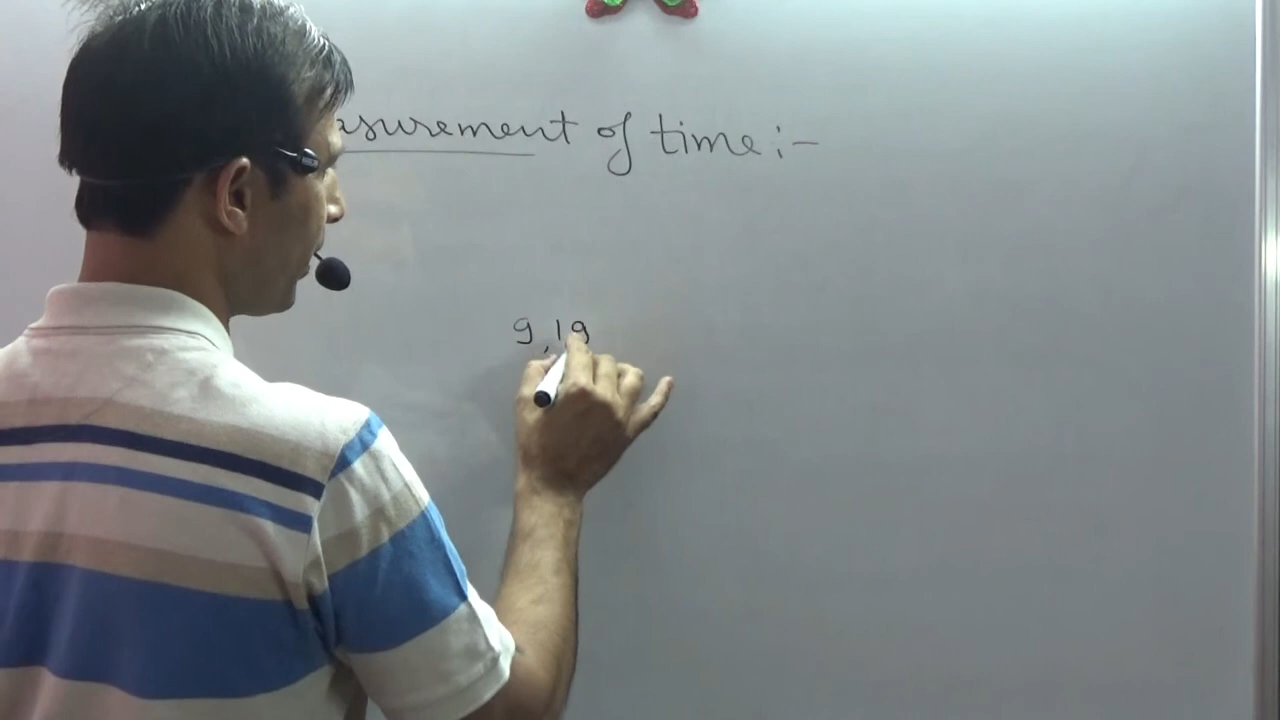 asurement of time :-
9,19